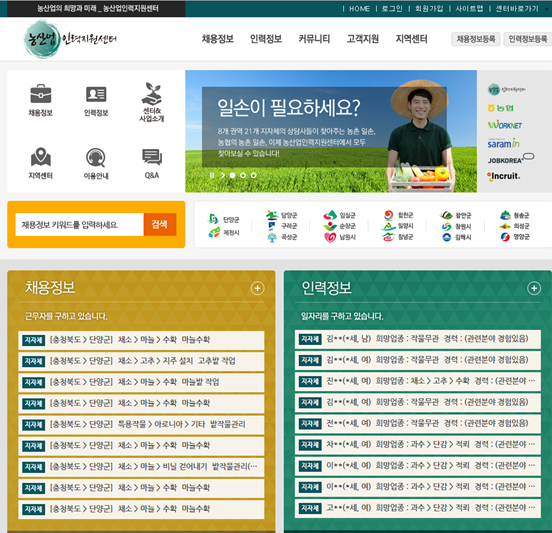 농산업의 희망과 미래 _ 농산업인력지원센터
| HOME | 로그인 | 회원가입 | 사이트맵 | 센터바로가기
농산업 인력지원센터
채용정보 인력정보 커뮤니티 고객지원 지역센터
채용정보등록 인력정보등록
채용정보 인력정보 센터&
사업소개
지역센터 이용안내 Q&A
일손이 필요하세요?
8개 권역 21개 지자체의 상담사들이 찾아주는 농촌 일손,
농협의 농촌 일손, 이제 농산업인력지원센터에서 모두
찾아보실 수 있습니다!
농협
WORKNET
saramin
JOBKOREA
incruit.
채용정보 키워드를 입력하세요. 검색
단양군 담양군 임실군 합천군 함안군 청송군
제천시 구례군 순창군 밀양시 창원시 의성군
곡성군 남원시 창녕군 김해시 영양군
채용정보
근무자를 구하고 있습니다.
지자체 [충청북도 > 단양군] 채소 > 마늘 > 수확 마늘수확
지자체 [충청북도 > 단양군] 채소 > 고추 > 지주 설치 고추밭 작업
지자체 [충청북도 > 단양군] 채소 > 마늘 > 수확 마늘밭 작업
지자체 [충청북도 > 단양군] 채소 > 마늘 > 수확 마늘수확
지자체 [충청북도 > 단양군] 특용작물 > 아로니아 > 기타 밭작물관리
지자체 [충청북도 > 단양군] 채소 > 마늘 > 수확 마늘수확
지자체 [충청북도 > 단양군] 채소 > 마늘 > 비닐 걷어내기 밭작물관리(…
지자체 [충청북도 > 단양군] 채소 > 마늘 > 수확 마늘수확
지자체 [충청북도 > 단양군] 채소 > 마늘 > 수확 마늘수확
인력정보
일자리를 구하고 있습니다.
지자체 김**(*세, 남) 희망업종 : 작물무관 경력 : (관련분야 경험있음)
지자체 김**(*세, 여) 희망업종 : 작물무관 경력 : (관련분야 경험있음)
지자체 진**(*세, 여) 희망업종 : 채소 > 고추 > 수확 경력 : (관련분야 …
지자체 김**(*세, 여) 희망업종 : 작물무관 경력 : (관련분야 경험있음)
지자체 전**(*세, 여) 희망업종 : 작물무관 경력 : (관련분야 경험있음)
지자체 차**(*세, 여) 희망업종 : 과수 > 단감 > 적뢰 경력 : (관련분야 …
지자체 이**(*세, 여) 희망업종 : 과수 > 단감 > 적뢰 경력 : (관련분야 …
지자체 이**(*세, 여) 희망업종 : 과수 > 단감 > 적뢰 경력 : (관련분야 …
지자체 고**(*세, 여) 희망업종 : 과수 > 단감 > 적뢰 경력 : (관련분야 …